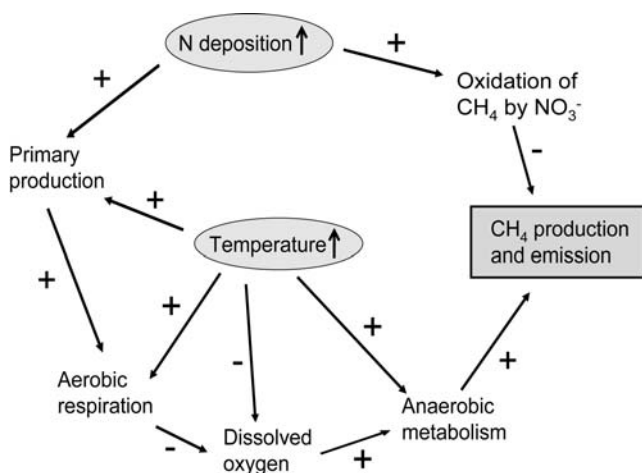 N deposition ↑
+
+
Oxidation of
CH₄ by NO₃⁻
Primary
production
-
+
Temperature ↑
CH₄ production
and emission
+
+
-
+
+
Aerobic
respiration
Anaerobic
metabolism
-
Dissolved
oxygen
+